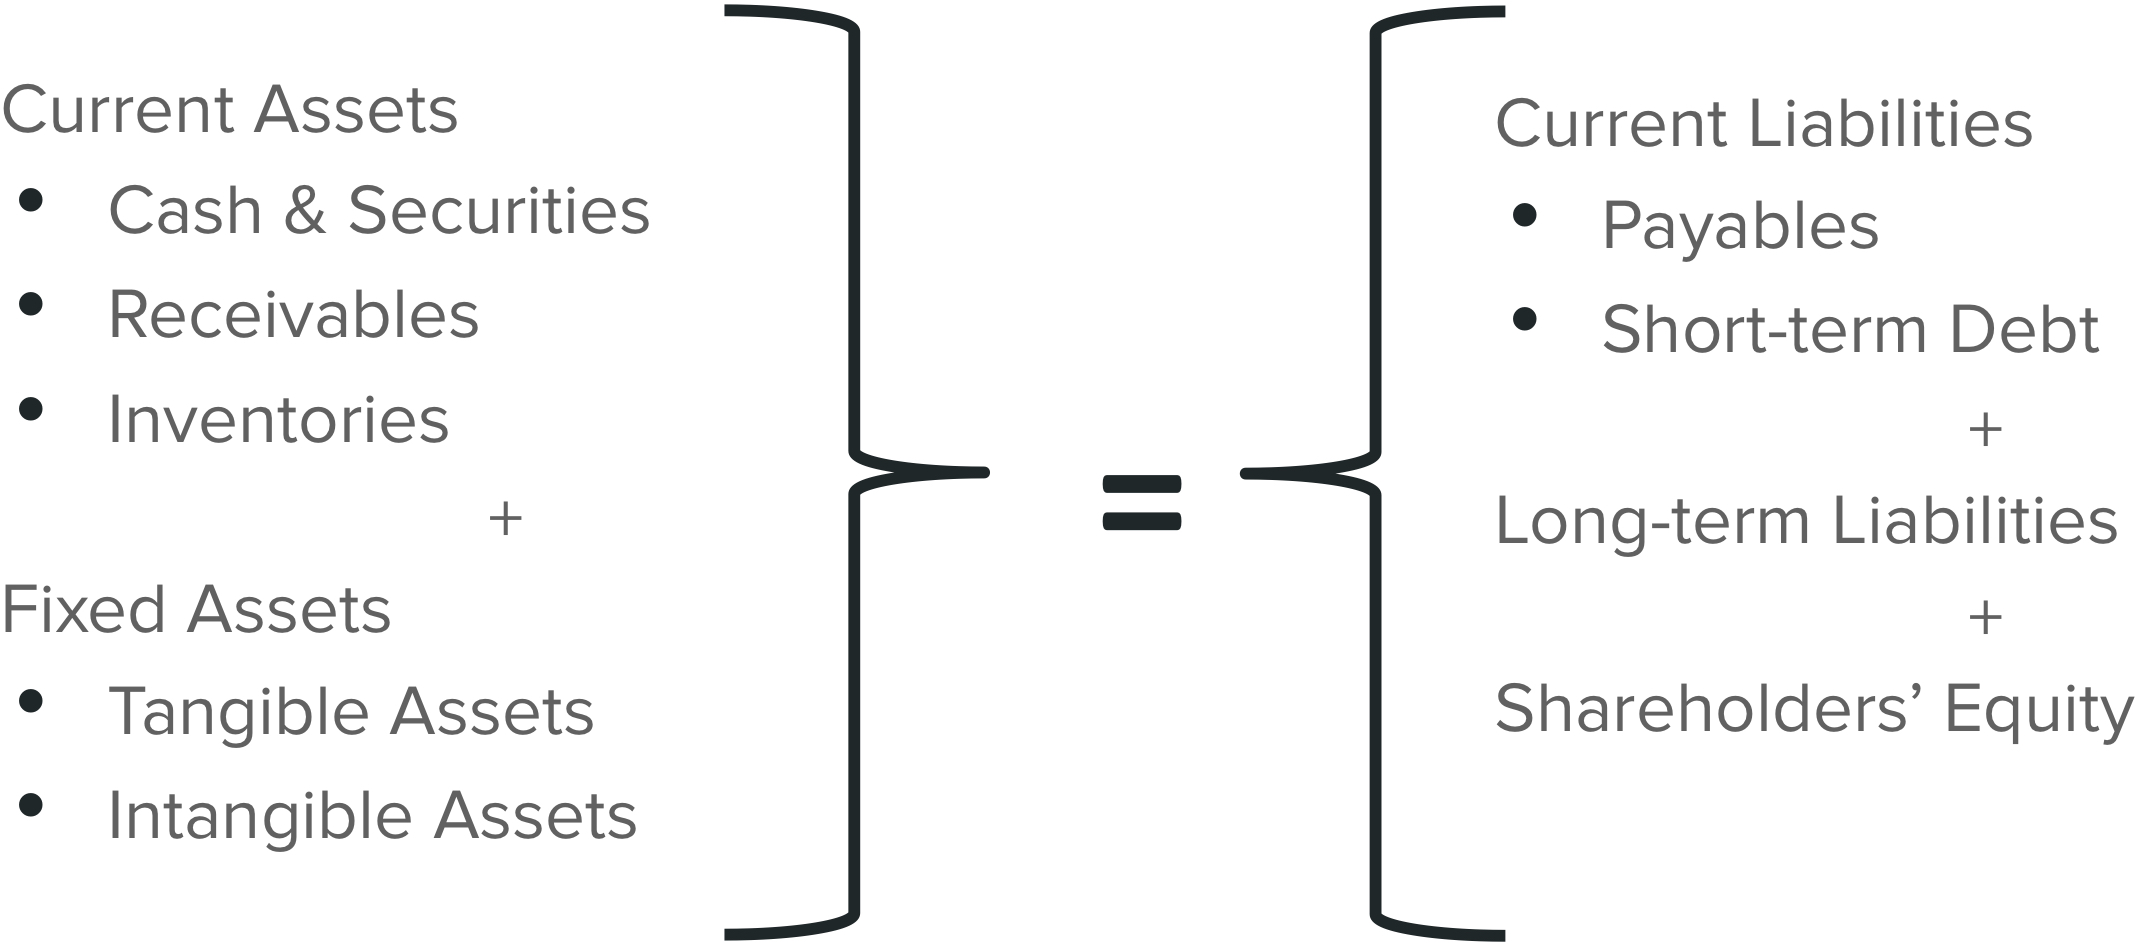 Current Assets
• Cash & Securities
• Receivables
• Inventories
+
Fixed Assets
• Tangible Assets
• Intangible Assets
=
Current Liabilities
• Payables
• Short-term Debt
+
Long-term Liabilities
+
Shareholders’ Equity